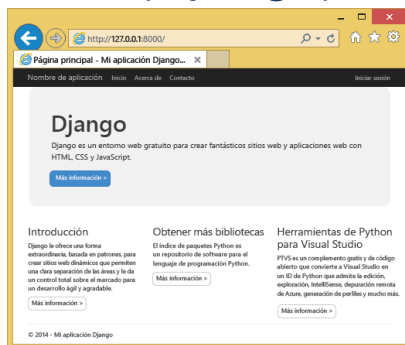 http://127.0.0.1:8000/
Página principal - Mi aplicación Django...
Nombre de aplicación Inicio Acerca de Contacto Iniciar sesión
Django
Django es un entorno web gratuito para crear fantásticos sitios web y aplicaciones web con
HTML, CSS y JavaScript.
Más información >
Introducción
Django le ofrece una forma
extraordinaria, basada en patrones, para
crear sitios web dinámicos que permiten
una clara separación de las áreas y le da
un control total sobre el marcado para
un desarrollo ágil y agradable.
Más información >
Obtener más bibliotecas
El índice de paquetes Python es
un repositorio de software para el
lenguaje de programación Python.
Más información >
Herramientas de Python
para Visual Studio
PTVS es un complemento gratis y de código
abierto que convierte a Visual Studio en
un ID de Python que admite la edición,
exploración, IntelliSense, depuración remota
de Azure, generación de perfiles y mucho más.
Más información >
© 2014 - Mi aplicación Django